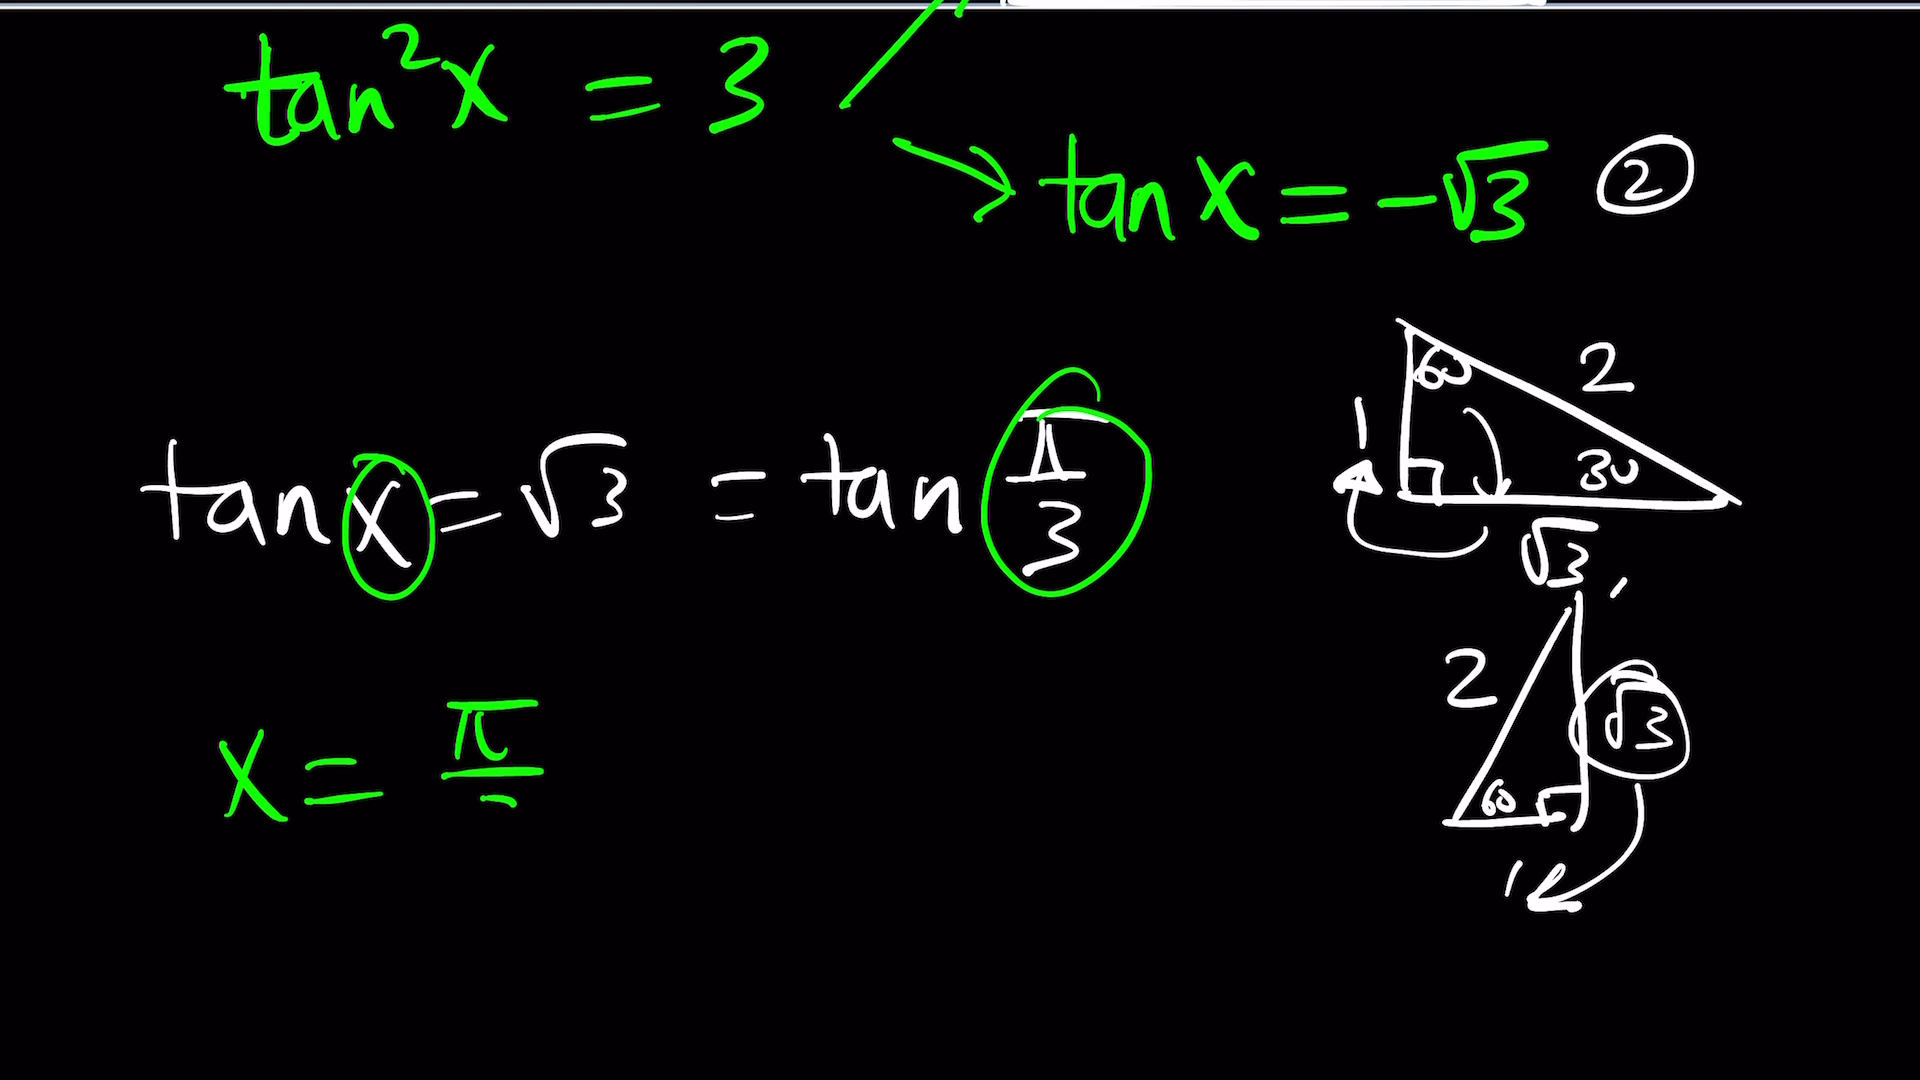 tan²x = 3
tan x = -√3 ②
tan x = √3 = tan π/3
60
2
1
30
√3
2
√3
60
1
x = π